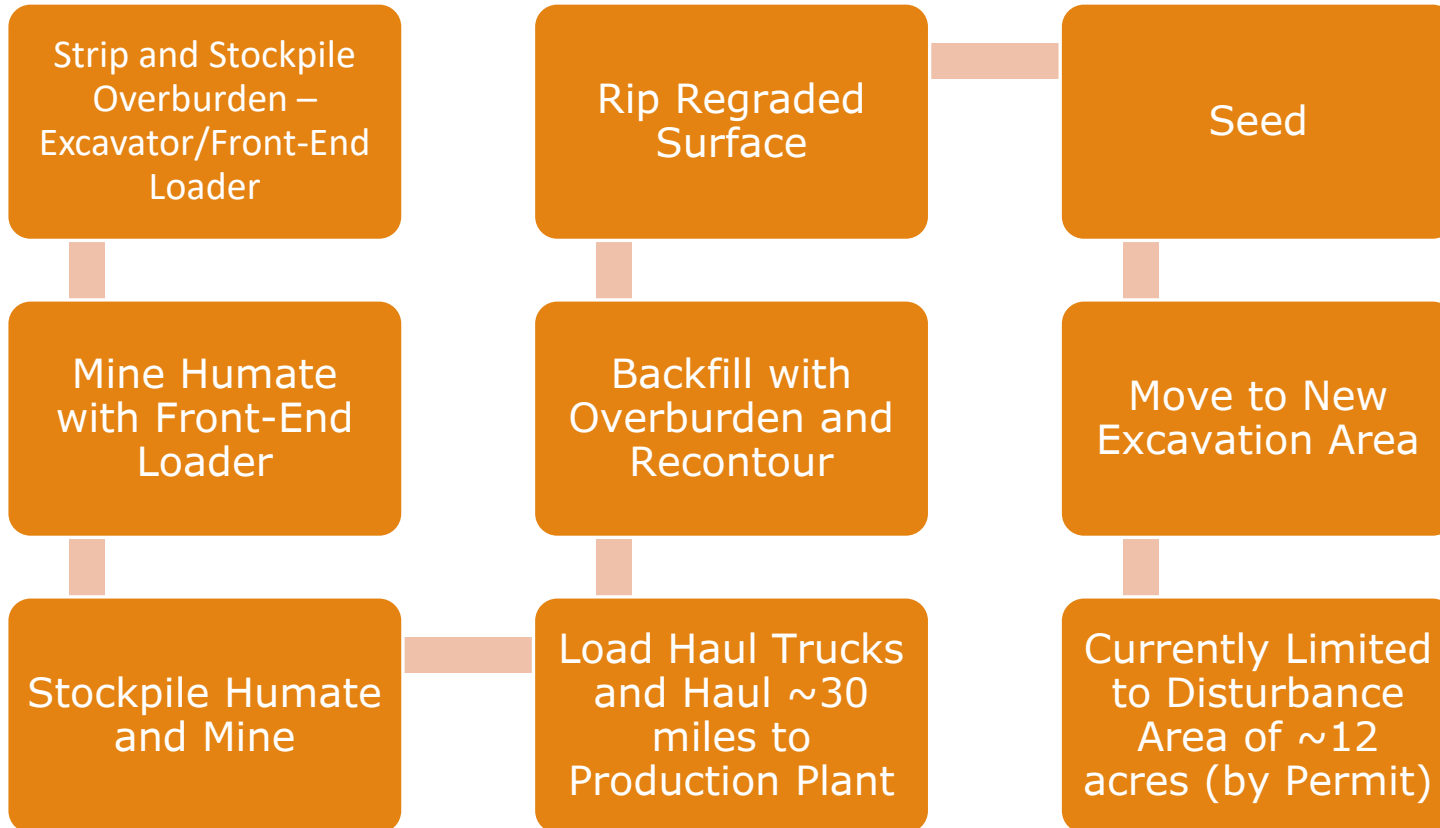 Strip and Stockpile
Overburden –
Excavator/Front-End
Loader
Mine Humate
with Front-End
Loader
Stockpile Humate
and Mine
Load Haul Trucks
and Haul ~30
miles to
Production Plant
Backfill with
Overburden and
Recontour
Rip Regraded
Surface
Seed
Move to New
Excavation Area
Currently Limited
to Disturbance
Area of ~12
acres (by Permit)